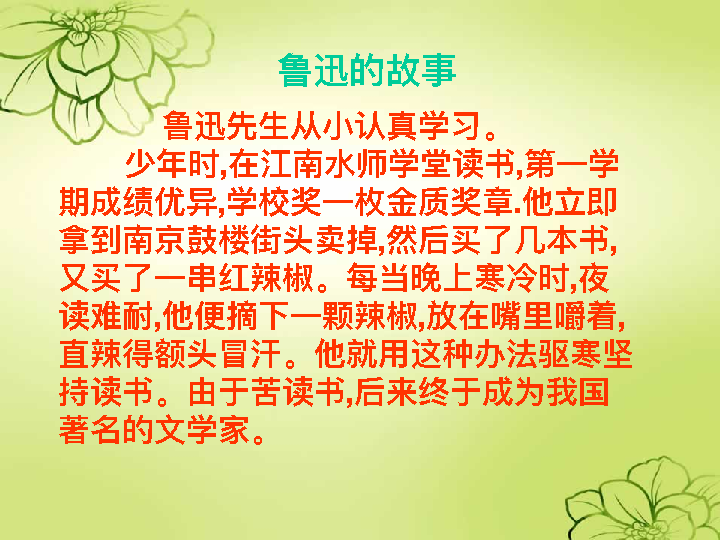 鲁迅的故事
鲁迅先生从小认真学习。
少年时,在江南水师学堂读书,第一学
期成绩优异,学校奖一枚金质奖章.他立即
拿到南京鼓楼街头卖掉,然后买了几本书,
又买了一串红辣椒。每当晚上寒冷时,夜
读难耐,他便摘下一颗辣椒,放在嘴里嚼着,
直辣得额头冒汗。他就用这种办法驱寒坚
持读书。由于苦读书,后来终于成为我国
著名的文学家。